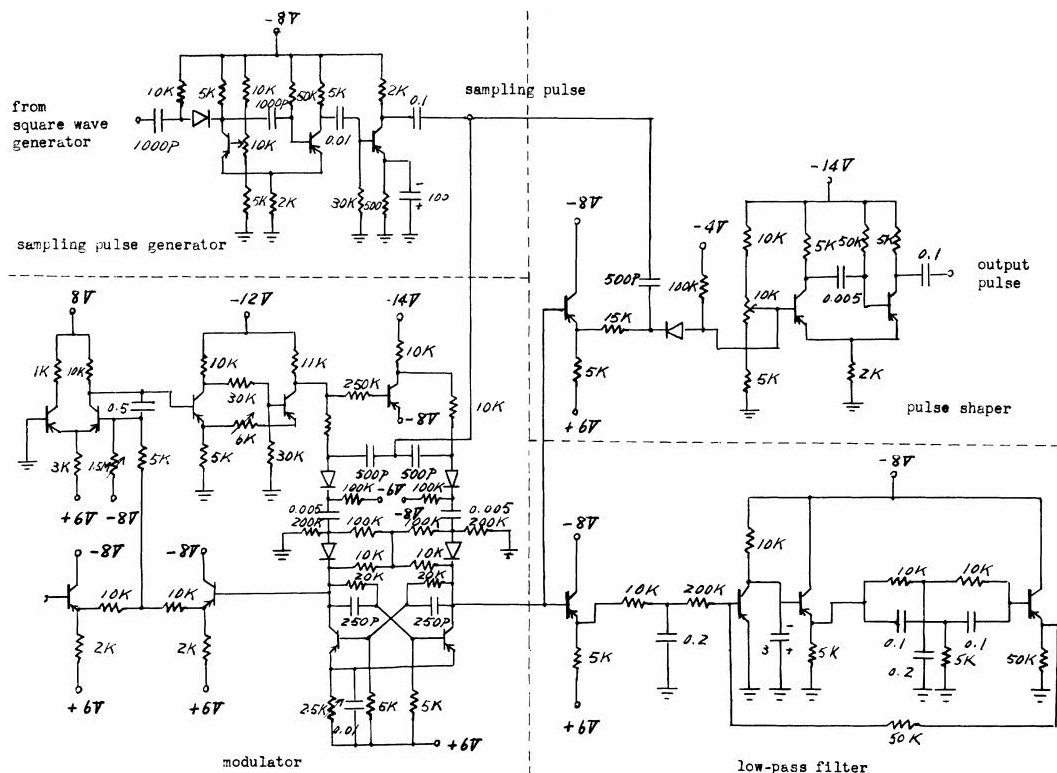 -8V
10K
5K
10K
1000P
50K
5K
2K
0.1
sampling pulse
from
square wave
generator
1000P
10K
0.01
5K
2K
30K
500
-
+
100
sampling pulse generator
-8V
-4V
-14V
500P
100K
10K
5K
50K
5K
0.1
output
pulse
10K
0.005
15K
5K
5K
2K
+6V
pulse shaper
8V
-12V
-14V
1K
10K
10K
11K
10K
0.5
30K
250K
-8V
10K
6K
3K
1.5M
5K
5K
30K
500P
500P
+6V
-8V
100K
-6V
100K
0.005
-8V
0.005
200K
100K
100K
200K
-8V
-8V
10K
10K
20K
20K
10K
10K
250P
250P
2K
2K
2.5K
0.01
6K
5K
+6V
+6V
+6V
modulator
-8V
-8V
10K
10K
200K
10K
10K
0.2
3
-
+
5K
0.1
0.1
0.2
5K
50K
5K
+6V
50K
low-pass filter